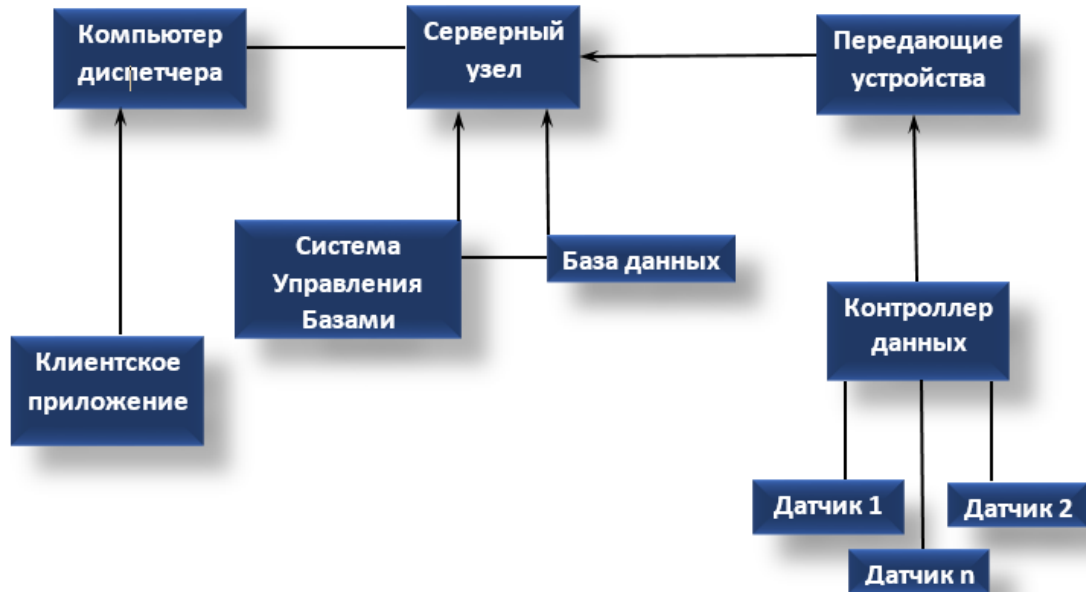 Компьютер
диспетчера
Серверный
узел
Передающие
устройства
Система
Управления
Базами
База данных
Контроллер
данных
Клиентское
приложение
Датчик 1
Датчик 2
Датчик n